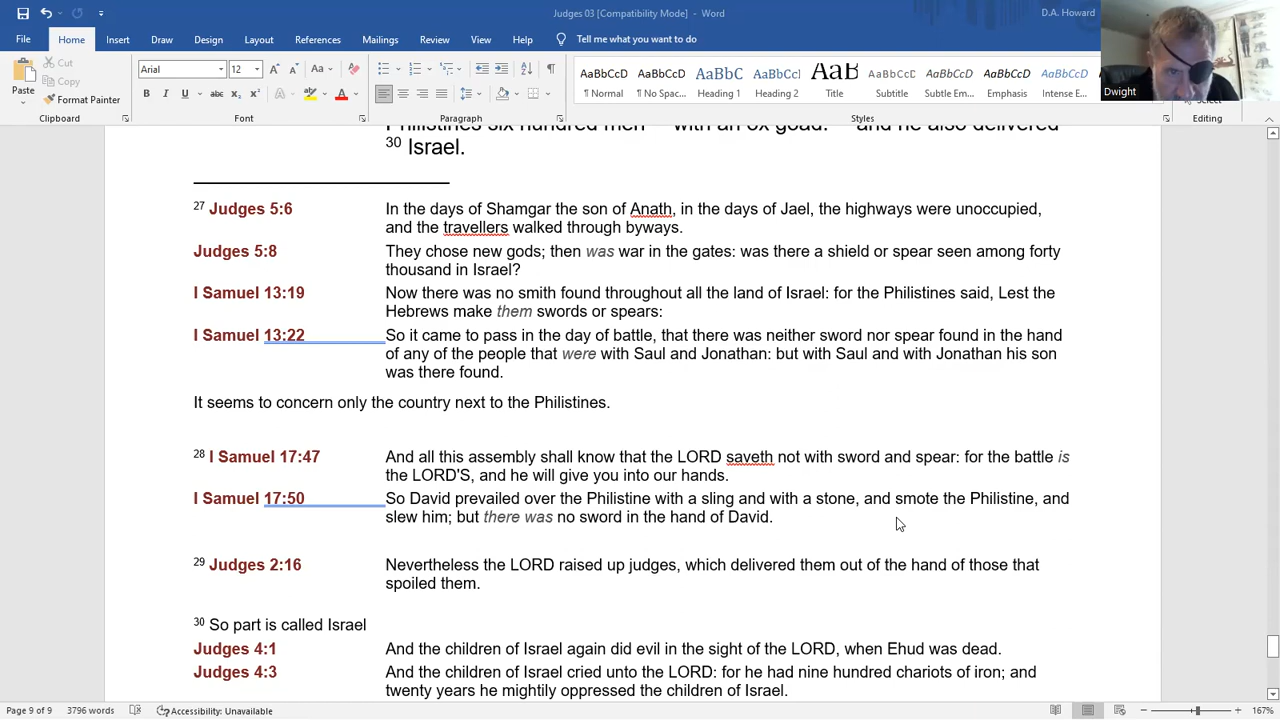 Judges 03 [Compatibility Mode] - Word
D.A. Howard
File Home Insert Draw Design Layout References Mailings Review View Help Tell me what you want to do
Paste
Cut
Copy
Format Painter
Clipboard
Arial 12
Font
Paragraph
AaBbCcD AaBbCcD AaBbC AaBbCcl AaB AaBbCcD AaBbCcD AaBbCcD AaBbCcD
¶ Normal ¶ No Spac... Heading 1 Heading 2 Title Subtitle Subtle Em... Emphasis Intense E...
Styles
Editing
Dwight
Philistines six hundred men with an ox goad: and he also delivered
30 Israel.
27 Judges 5:6 In the days of Shamgar the son of Anath, in the days of Jael, the highways were unoccupied,
and the travellers walked through byways.
Judges 5:8 They chose new gods; then was war in the gates: was there a shield or spear seen among forty
thousand in Israel?
I Samuel 13:19 Now there was no smith found throughout all the land of Israel: for the Philistines said, Lest the
Hebrews make them swords or spears:
I Samuel 13:22 So it came to pass in the day of battle, that there was neither sword nor spear found in the hand
of any of the people that were with Saul and Jonathan: but with Saul and with Jonathan his son
was there found.
It seems to concern only the country next to the Philistines.
28 I Samuel 17:47 And all this assembly shall know that the LORD saveth not with sword and spear: for the battle is
the LORD'S, and he will give you into our hands.
I Samuel 17:50 So David prevailed over the Philistine with a sling and with a stone, and smote the Philistine, and
slew him; but there was no sword in the hand of David.
29 Judges 2:16 Nevertheless the LORD raised up judges, which delivered them out of the hand of those that
spoiled them.
30 So part is called Israel
Judges 4:1 And the children of Israel again did evil in the sight of the LORD, when Ehud was dead.
Judges 4:3 And the children of Israel cried unto the LORD: for he had nine hundred chariots of iron; and
twenty years he mightily oppressed the children of Israel.
Page 9 of 9 3796 words Accessibility: Unavailable 167%